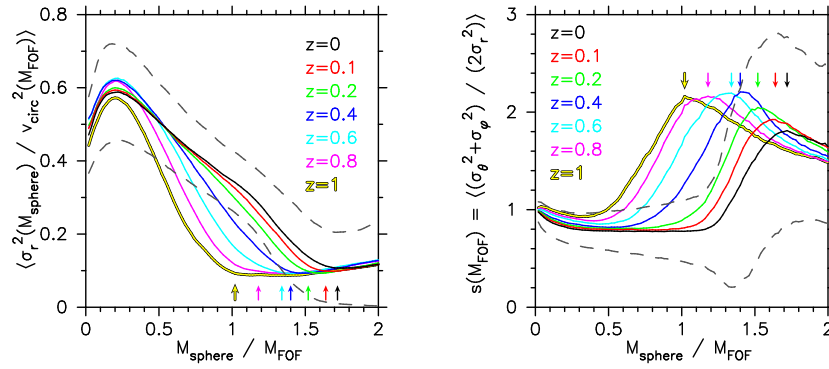 ⟨σr²(Msphere) / vcirc²(MFOF)⟩
0.8
0.6
0.4
0.2
0
z=0
z=0.1
z=0.2
z=0.4
z=0.6
z=0.8
z=1
0 0.5 1 1.5 2
Msphere / MFOF
s(MFOF) = ⟨(σθ²+σφ²) / (2σr²)⟩
3
2
1
0
z=0
z=0.1
z=0.2
z=0.4
z=0.6
z=0.8
z=1
0 0.5 1 1.5 2
Msphere / MFOF